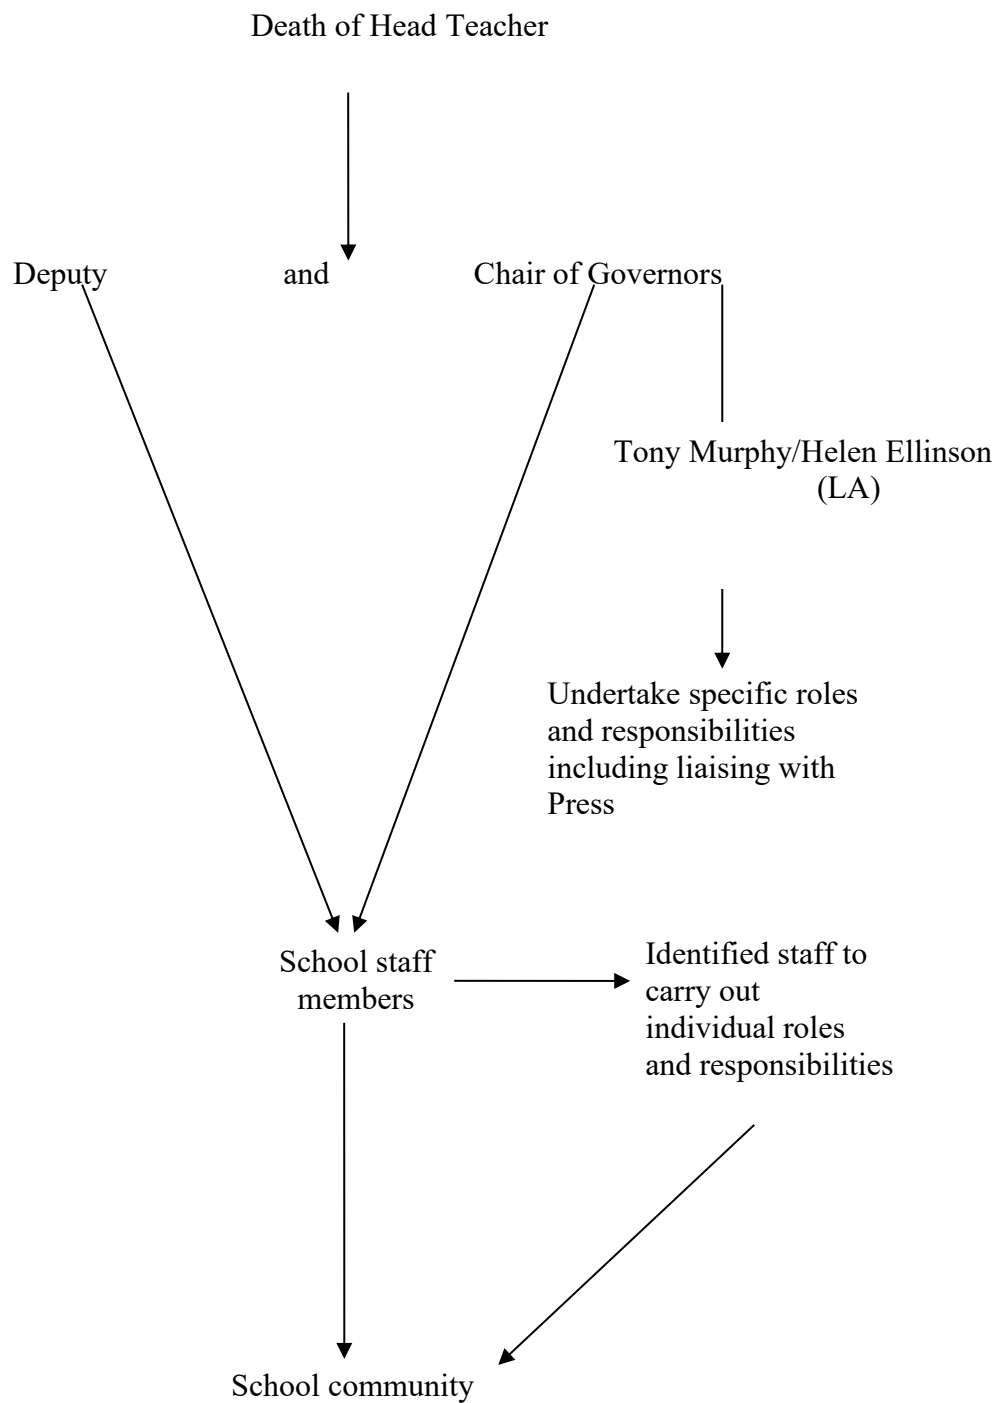 Death of Head Teacher
Deputy and Chair of Governors
Tony Murphy/Helen Ellinson
(LA)
Undertake specific roles
and responsibilities
including liaising with
Press
School staff
members
Identified staff to
carry out
individual roles
and responsibilities
School community